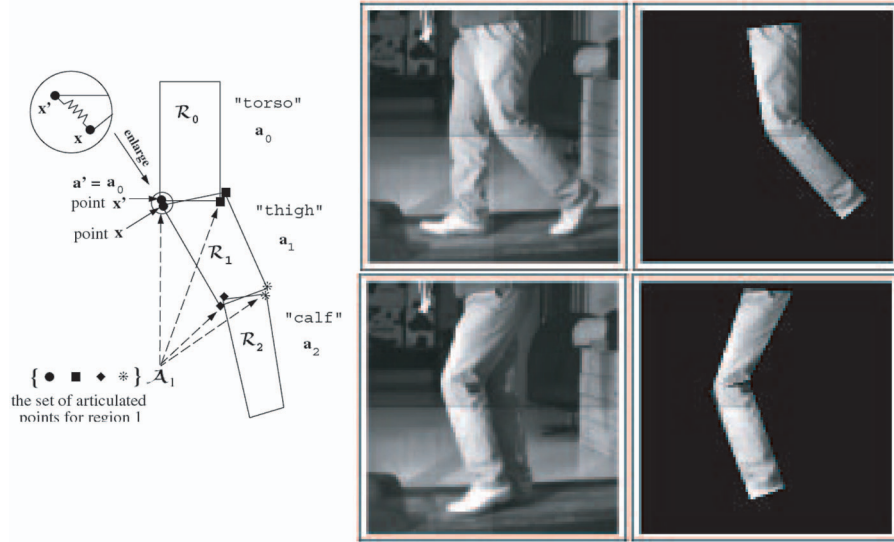 x'
x
enlarge
R0
"torso"
a0
a' = a0
point x'
point x
"thigh"
a1
R1
"calf"
a2
R2
{ ● ■ ◆ ✳ } A1
the set of articulated
points for region 1